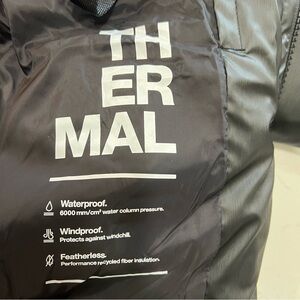 TH
ER
MAL
Waterproof.
6000 mm/cm² water column pressure.
Windproof.
Protects against windchill.
Featherless.
Performance recycled fiber insulation.